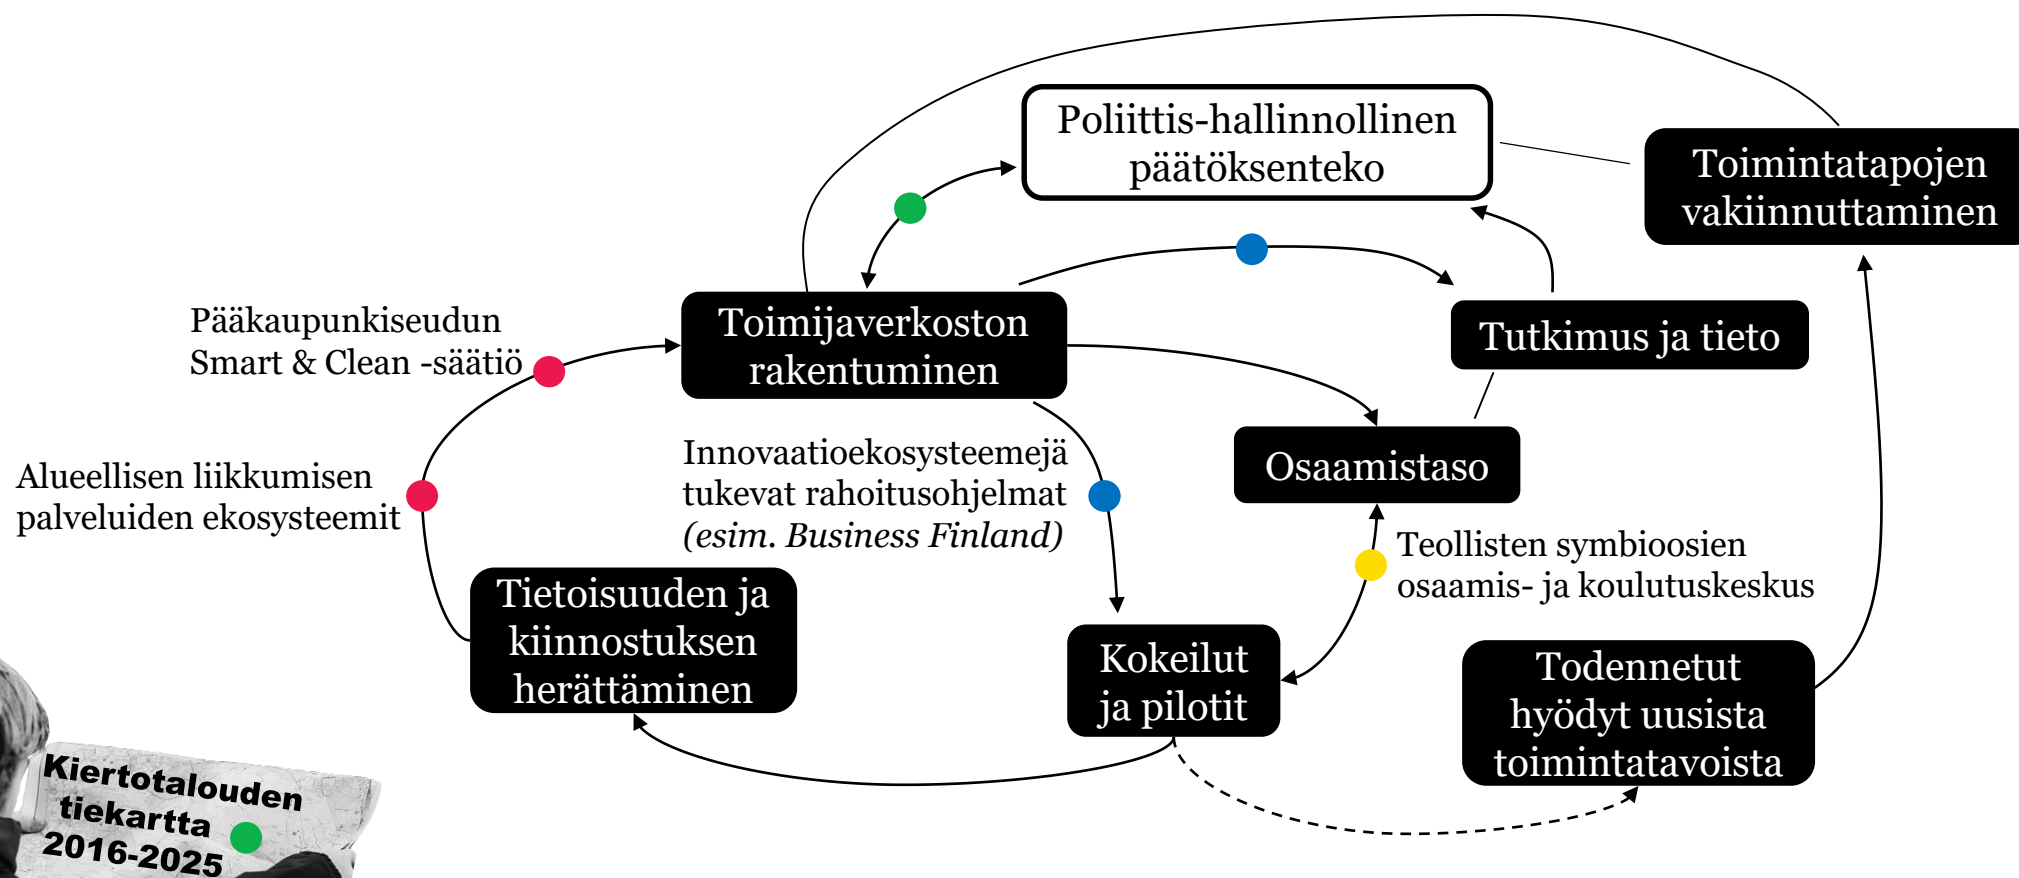 Poliittis-hallinnollinen
päätöksenteko
Toimintatapojen
vakiinnuttaminen
Pääkaupunkiseudun
Smart & Clean -säätiö
Toimijaverkoston
rakentuminen
Tutkimus ja tieto
Alueellisen liikkumisen
palveluiden ekosysteemit
Innovaatioekosysteemejä
tukevat rahoitusohjelmat
(esim. Business Finland)
Osaamistaso
Teollisten symbioosien
osaamis- ja koulutuskeskus
Tietoisuuden ja
kiinnostuksen
herättäminen
Kokeilut
ja pilotit
Todennetut
hyödyt uusista
toimintatavoista
Kiertotalouden
tiekartta
2016-2025